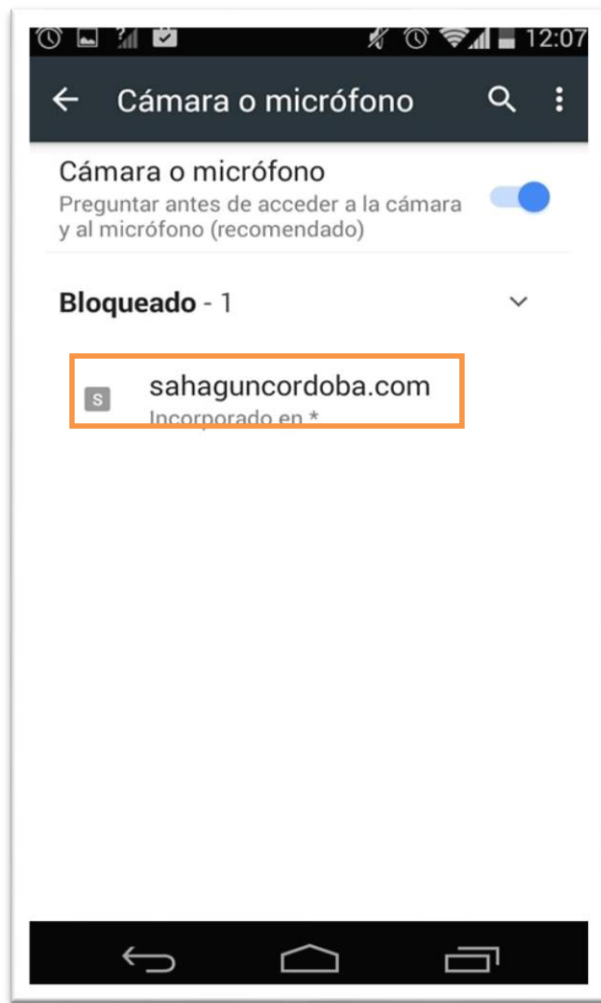 12:07
Cámara o micrófono
Cámara o micrófono
Preguntar antes de acceder a la cámara
y al micrófono (recomendado)
Bloqueado - 1
S
sahaguncordoba.com
Incorporado en *